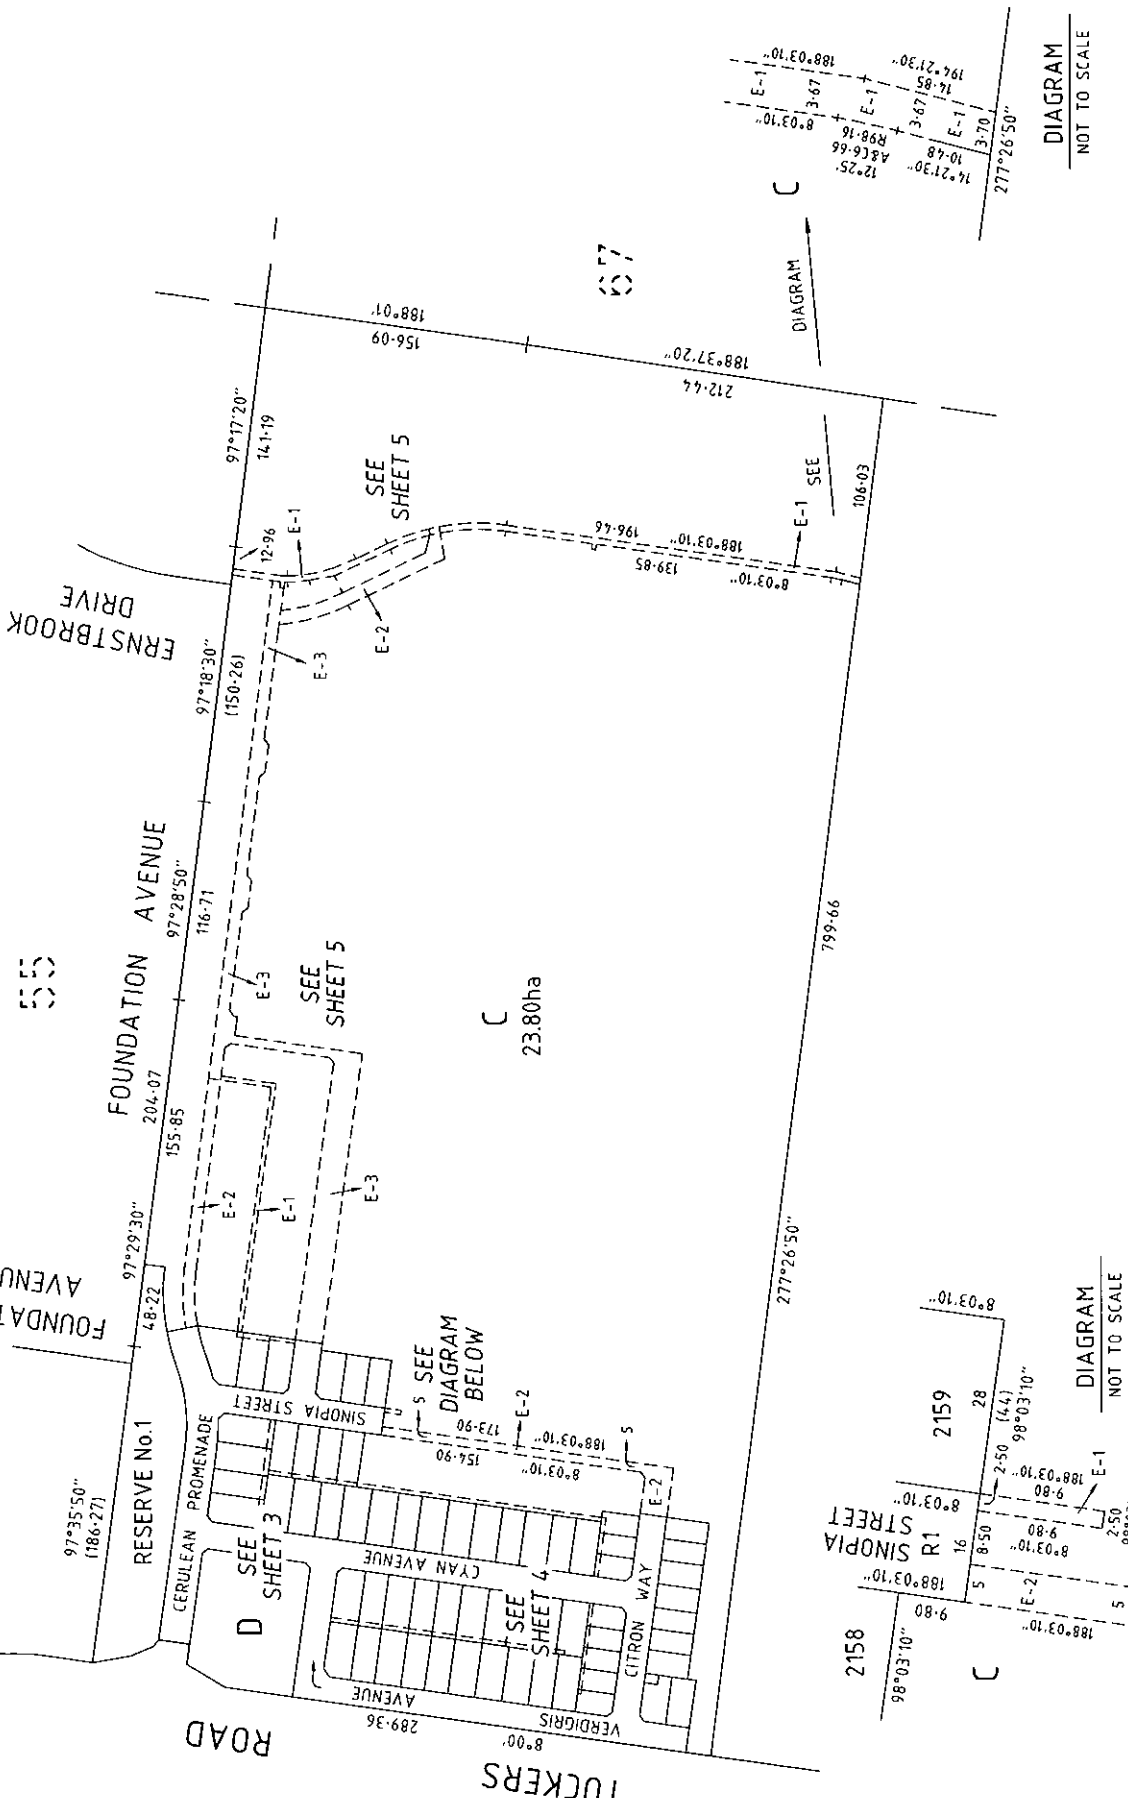 DIAGRAM
NOT TO SCALE
188°03'10"
E-1
8°03'10"
3·67
194°21'30"
14·85
E-1
R98·16
A&C6·66
12°25'
3·67
E-1
10·48
14°21'30"
3·70
277°26'50"
C
67
DIAGRAM
SEE
188°01'
156·09
188°37'20"
212·44
97°17'20"
141·19
SEE
SHEET 5
12·96
E-1
E-2
E-3
196·46
188°03'10"
139·85
8°03'10"
E-1
106·03
ERNSTBROOK
DRIVE
97°18'30"
(150·26)
55
FOUNDATION AVENUE
97°28'50"
116·71
204·07
155·85
97°29'30"
E-3
SEE
SHEET 5
C
23.80ha
799·66
277°26'50"
E-2
E-1
E-3
48·22
97°35'50"
(186·27)
RESERVE No.1
CERULEAN PROMENADE
SINOPIA STREET
SEE
DIAGRAM
BELOW
5
173·90
188°03'10"
E-2
154·90
8°03'10"
5
E-2
D
SEE
SHEET 3
CYAN AVENUE
SEE
SHEET 4
CITRON WAY
VERDIGRIS
AVENUE
289·36
8°00'
TUCKERS
ROAD
DIAGRAM
NOT TO SCALE
8°03'10"
2159
28
(44)
98°03'10"
2·50
8°03'10"
SINOPIA
STREET
R1
16
8·50
188°03'10"
9·80
E-1
9·80
8°03'10"
2·50
188°03'10"
5
E-2
9·80
188°03'10"
5
2158
98°03'10"
C